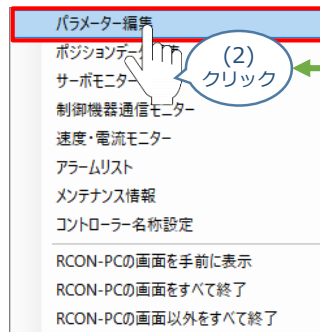 パラメーター編集
ポジションデータ
サーボモニター
(2)
クリック
制御機器通信モニター
速度・電流モニター
アラームリスト
メンテナンス情報
コントローラー名称設定
RCON-PCの画面を手前に表示
RCON-PCの画面をすべて終了
RCON-PCの画面以外をすべて終了